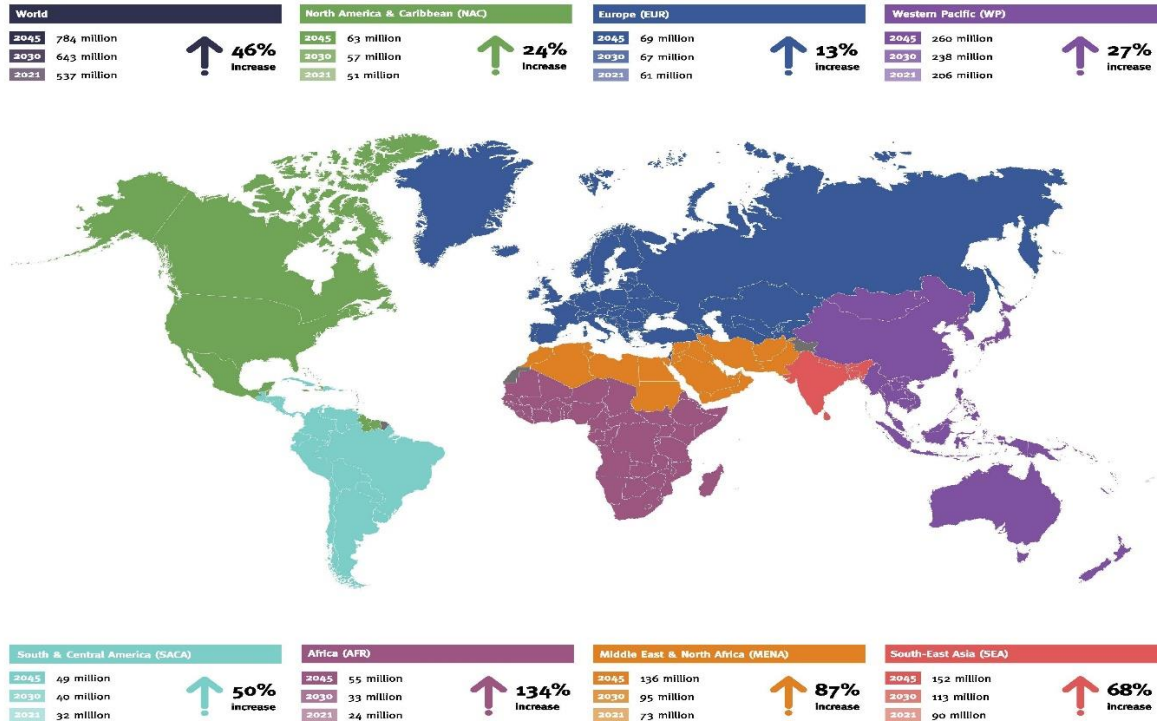 World
2045 784 million
2030 643 million
2021 537 million
46%
increase
North America & Caribbean (NAC)
2045 63 million
2030 57 million
2021 51 million
24%
increase
Europe (EUR)
2045 69 million
2030 67 million
2021 61 million
13%
increase
Western Pacific (WP)
2045 260 million
2030 238 million
2021 206 million
27%
increase
South & Central America (SACA)
2045 49 million
2030 40 million
2021 32 million
50%
increase
Africa (AFR)
2045 55 million
2030 33 million
2021 24 million
134%
increase
Middle East & North Africa (MENA)
2045 136 million
2030 95 million
2021 73 million
87%
increase
South-East Asia (SEA)
2045 152 million
2030 113 million
2021 90 million
68%
increase